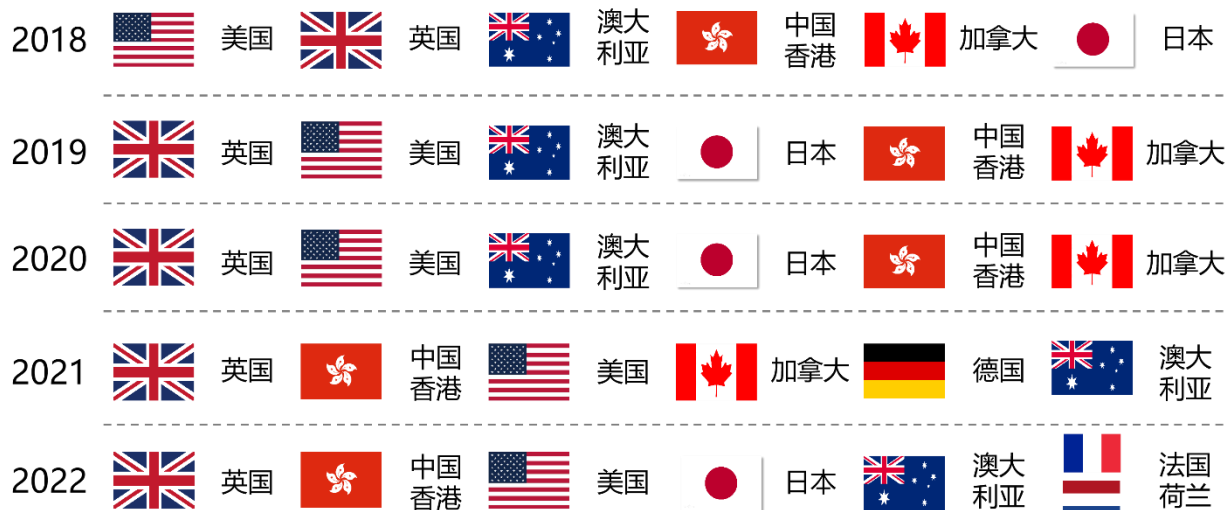 2018 美国 英国 澳大利亚 中国香港 加拿大 日本
2019 英国 美国 澳大利亚 日本 中国香港 加拿大
2020 英国 美国 澳大利亚 日本 中国香港 加拿大
2021 英国 中国香港 美国 加拿大 德国 澳大利亚
2022 英国 中国香港 美国 日本 澳大利亚 法国荷兰